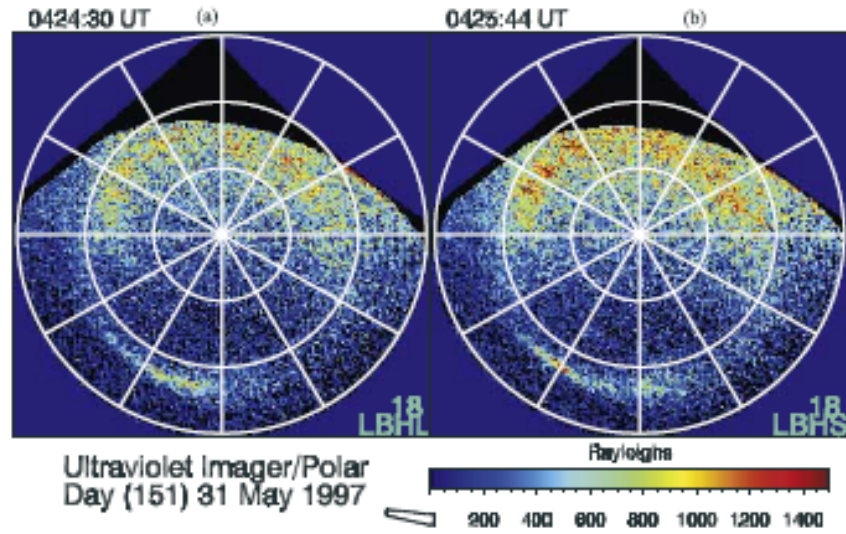 0424:30 UT (a)
0425:44 UT (b)
18
LBHL
18
LBHS
Ultraviolet Imager/Polar
Day (151) 31 May 1997
Rayleighs
200 400 600 800 1000 1200 1400